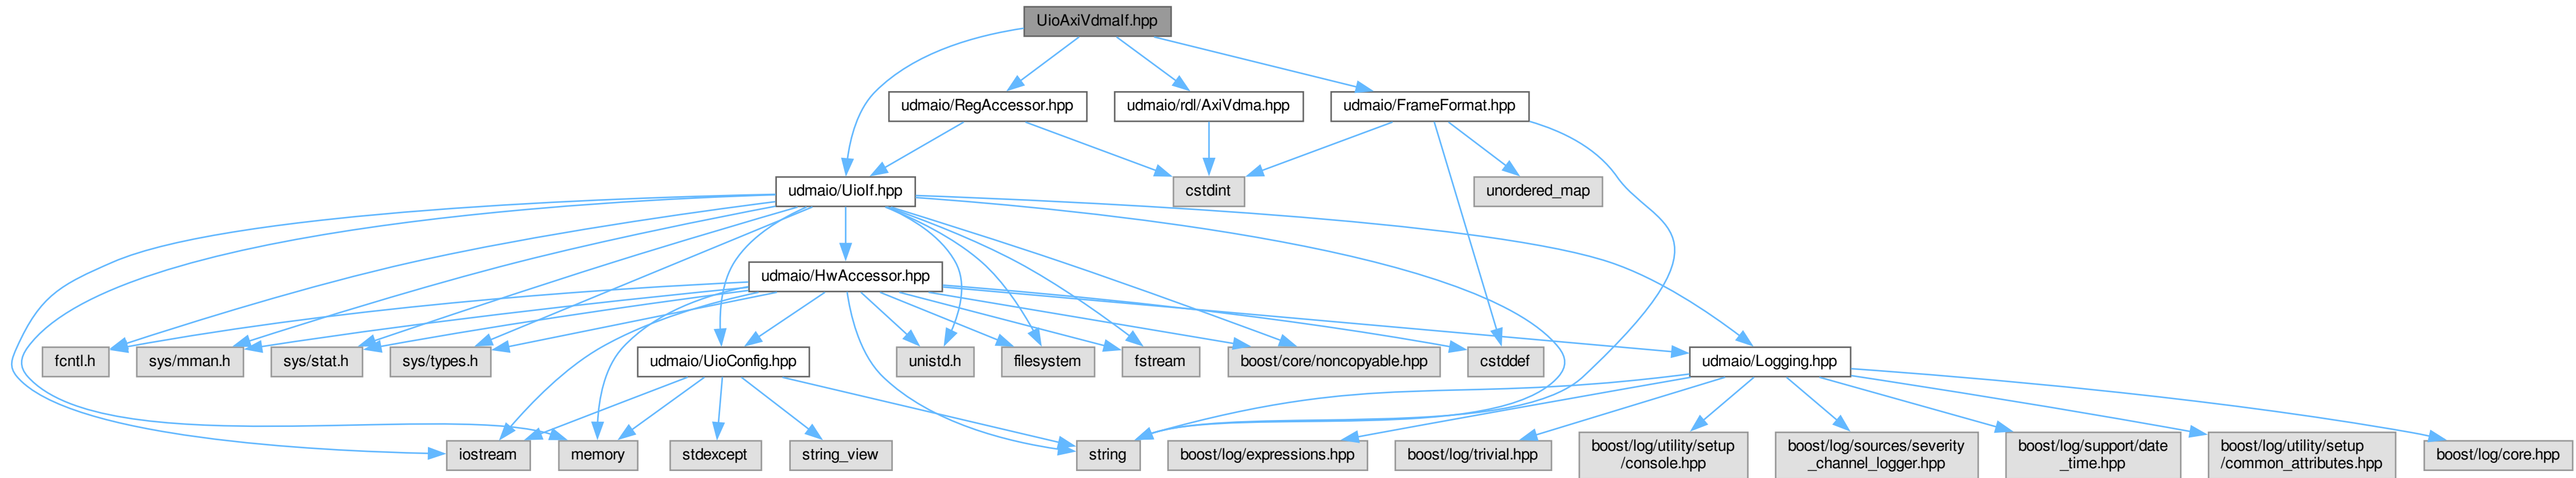 UioAxiVdmaIf.hpp
udmaio/RegAccessor.hpp
udmaio/rdl/AxiVdma.hpp
udmaio/FrameFormat.hpp
udmaio/UioIf.hpp
cstdint
unordered_map
udmaio/HwAccessor.hpp
fcntl.h
sys/mman.h
sys/stat.h
sys/types.h
udmaio/UioConfig.hpp
unistd.h
filesystem
fstream
boost/core/noncopyable.hpp
cstddef
udmaio/Logging.hpp
iostream
memory
stdexcept
string_view
string
boost/log/expressions.hpp
boost/log/trivial.hpp
boost/log/utility/setup
/console.hpp
boost/log/sources/severity
_channel_logger.hpp
boost/log/support/date
_time.hpp
boost/log/utility/setup
/common_attributes.hpp
boost/log/core.hpp